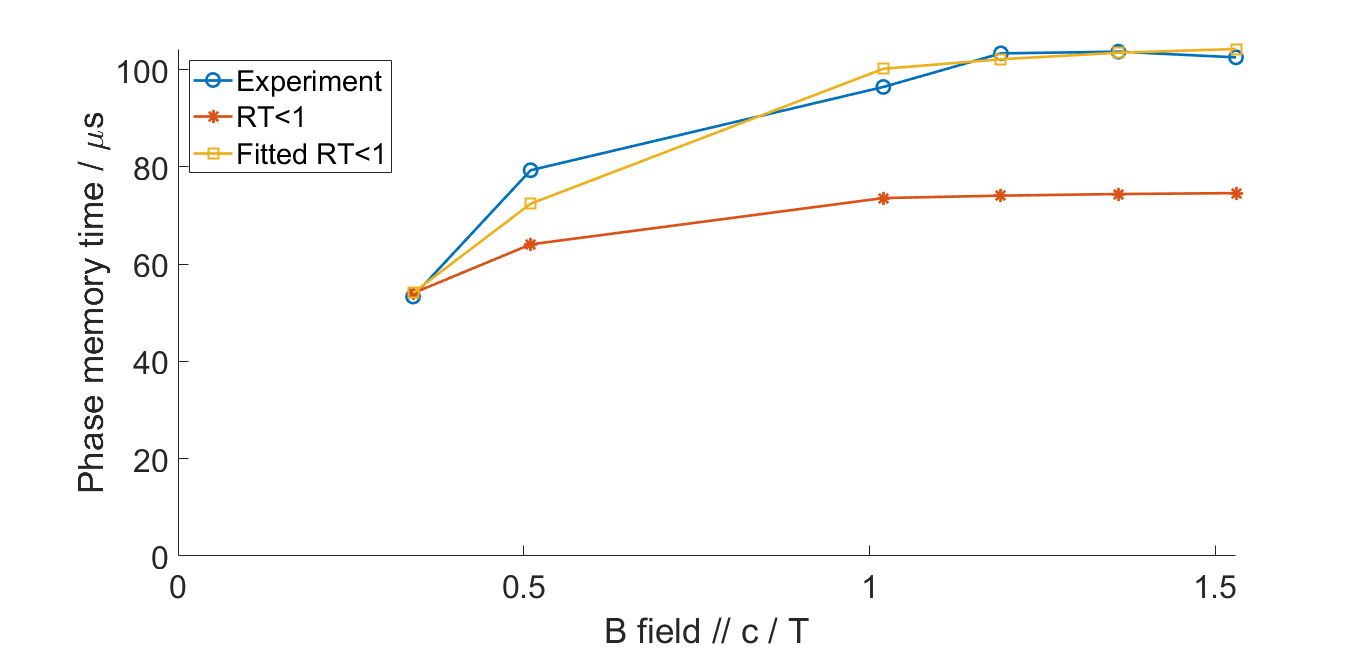 100
80
60
40
20
0
Phase memory time / μs
Experiment
RT<1
Fitted RT<1
0
0.5
1
1.5
B field // c / T